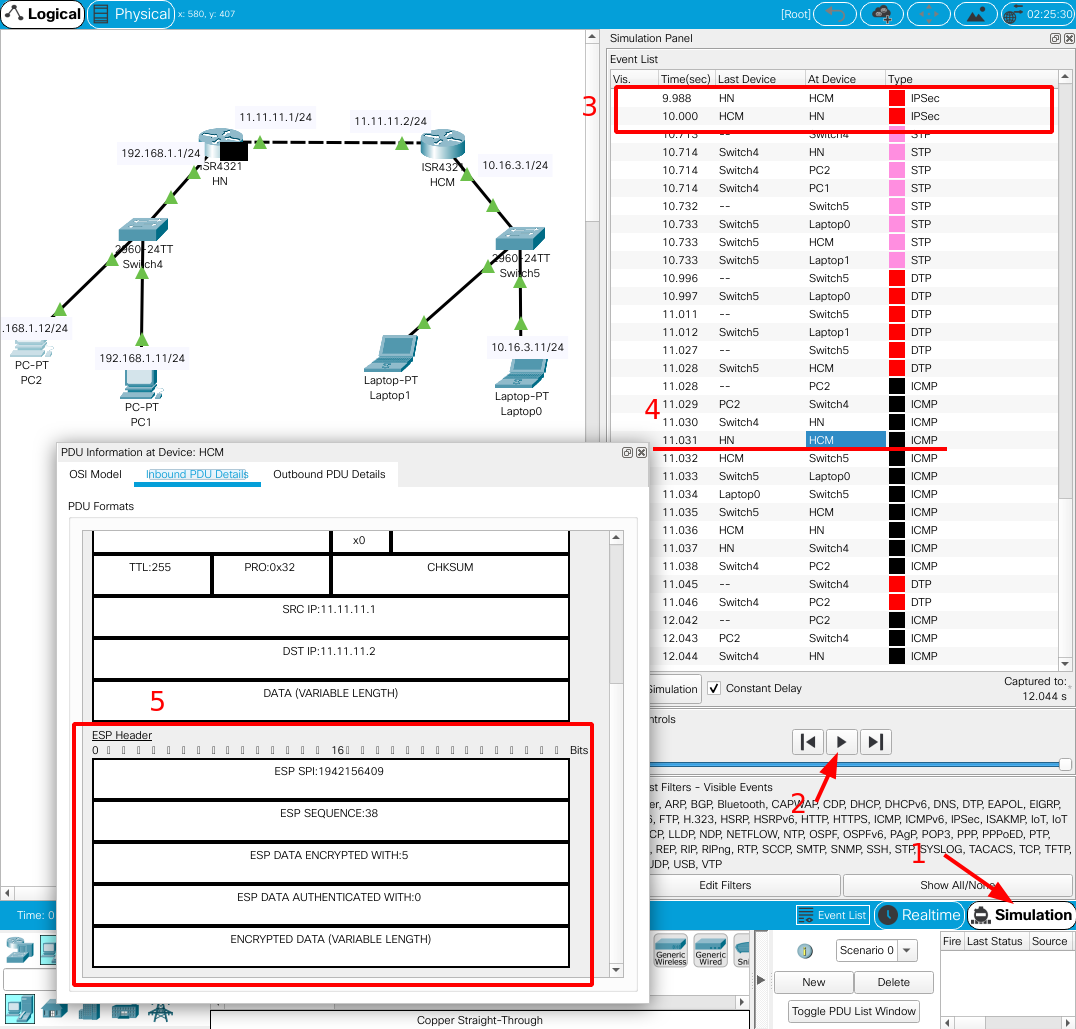 Logical Physical x: 580, y: 407 [Root] 02:25:30
11.11.11.1/24
11.11.11.2/24
192.168.1.1/24
ISR4321
HN
ISR432
HCM
10.16.3.1/24
2960-24TT
Switch4
2960-24TT
Switch5
.168.1.12/24
PC-PT
PC2
192.168.1.11/24
PC-PT
PC1
Laptop-PT
Laptop1
10.16.3.11/24
Laptop-PT
Laptop0
Simulation Panel
Event List
Vis. Time(sec) Last Device At Device Type
3
9.988 HN HCM IPSec
10.000 HCM HN IPSec
10.713 -- Switch4 STP
10.714 Switch4 HN STP
10.714 Switch4 PC2 STP
10.714 Switch4 PC1 STP
10.732 -- Switch5 STP
10.733 Switch5 Laptop0 STP
10.733 Switch5 HCM STP
10.733 Switch5 Laptop1 STP
10.996 -- Switch5 DTP
10.997 Switch5 Laptop0 DTP
11.011 -- Switch5 DTP
11.012 Switch5 Laptop1 DTP
11.027 -- Switch5 DTP
11.028 Switch5 HCM DTP
11.028 -- PC2 ICMP
4
11.029 PC2 Switch4 ICMP
11.030 Switch4 HN ICMP
11.031 HN HCM ICMP
11.032 HCM Switch5 ICMP
11.033 Switch5 Laptop0 ICMP
11.034 Laptop0 Switch5 ICMP
11.035 Switch5 HCM ICMP
11.036 HCM HN ICMP
11.037 HN Switch4 ICMP
11.038 Switch4 PC2 ICMP
11.045 -- Switch4 DTP
11.046 Switch4 PC2 DTP
12.042 -- PC2 ICMP
12.043 PC2 Switch4 ICMP
12.044 Switch4 HN ICMP
Simulation Constant Delay
Captured to:
12.044 s
ntrols
2
st Filters - Visible Events
er, ARP, BGP, Bluetooth, CAPWAP, CDP, DHCP, DHCPv6, DNS, DTP, EAPOL, EIGRP,
6, FTP, H.323, HSRP, HSRPv6, HTTP, HTTPS, ICMP, ICMPv6, IPSec, ISAKMP, IoT, IoT
CP, LLDP, NDP, NETFLOW, NTP, OSPF, OSPFv6, PAgP, POP3, PPP, PPPoED, PTP,
, REP, RIP, RIPng, RTP, SCCP, SMTP, SNMP, SSH, STP, SYSLOG, TACACS, TCP, TFTP,
UDP, USB, VTP
1
Edit Filters Show All/None
Event List Realtime Simulation
PDU Information at Device: HCM
OSI Model Inbound PDU Details Outbound PDU Details
PDU Formats
x0
TTL:255 PRO:0x32 CHKSUM
SRC IP:11.11.11.1
DST IP:11.11.11.2
DATA (VARIABLE LENGTH)
5
ESP Header
0 16 Bits
ESP SPI:1942156409
ESP SEQUENCE:38
ESP DATA ENCRYPTED WITH:5
ESP DATA AUTHENTICATED WITH:0
ENCRYPTED DATA (VARIABLE LENGTH)
Time: 0
Generic
Wireless
Generic
Wired
Sni
Copper Straight-Through
Scenario 0
New Delete
Toggle PDU List Window
Fire Last Status Source